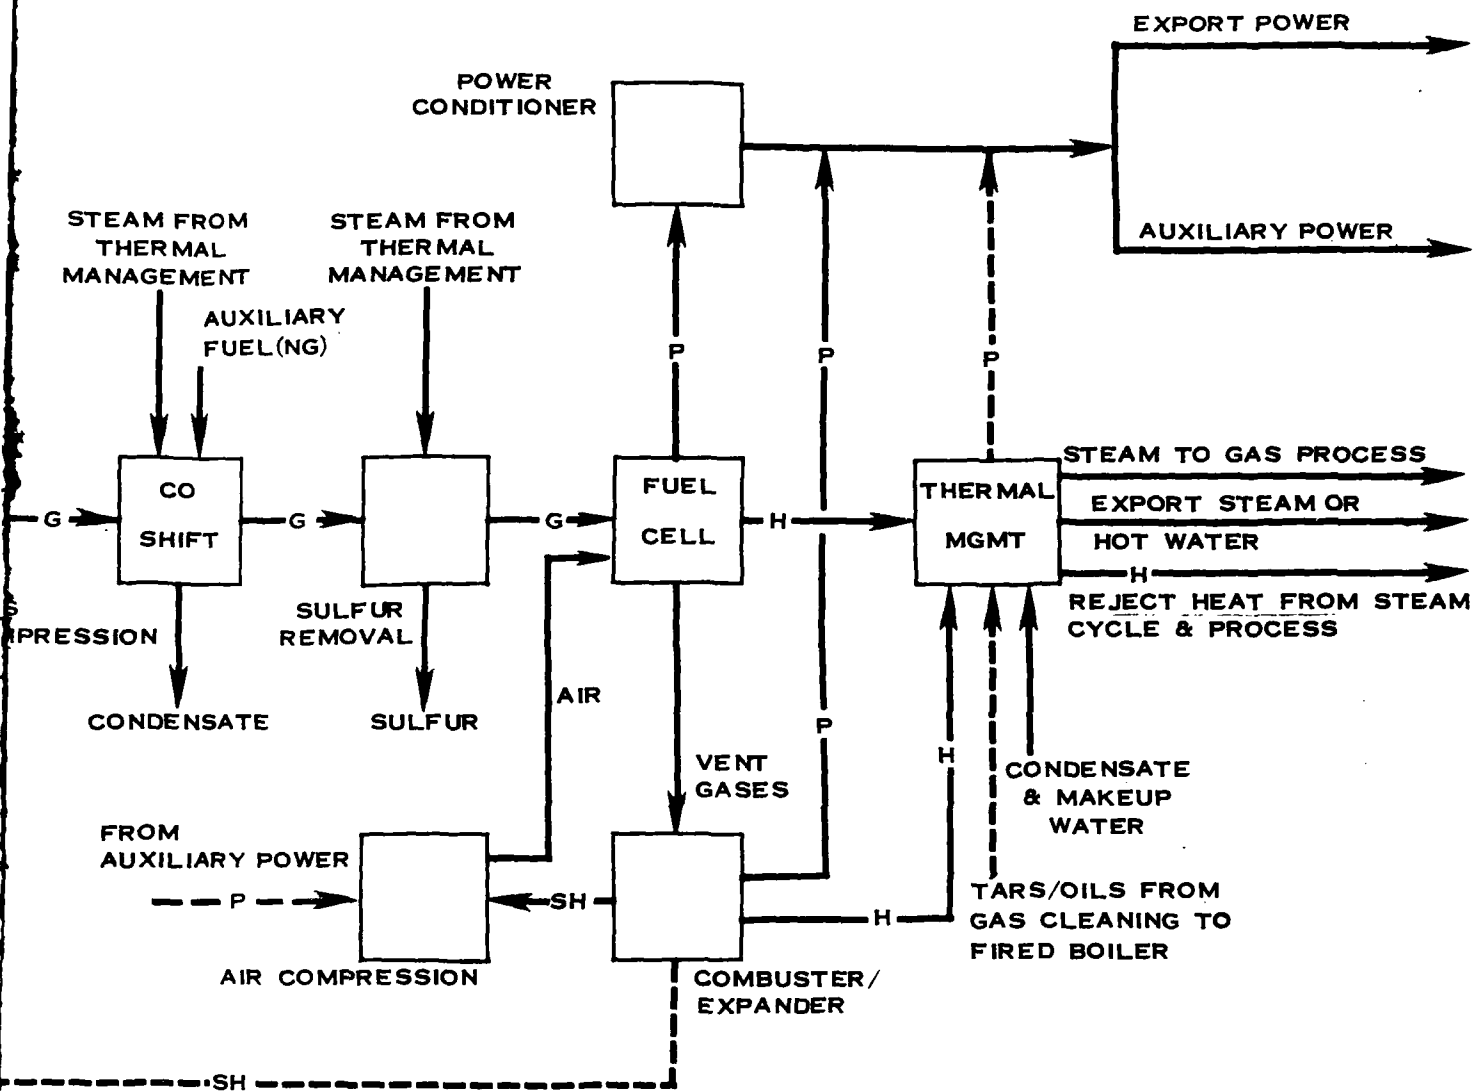 EXPORT POWER
POWER
CONDITIONER
AUXILIARY POWER
STEAM FROM
THERMAL
MANAGEMENT
STEAM FROM
THERMAL
MANAGEMENT
AUXILIARY
FUEL(NG)
P
P
P
STEAM TO GAS PROCESS
CO
SHIFT
FUEL
CELL
THERMAL
MGMT
EXPORT STEAM OR
HOT WATER
G
G
G
H
H
REJECT HEAT FROM STEAM
CYCLE & PROCESS
SULFUR
REMOVAL
CONDENSATE
SULFUR
AIR
P
H
VENT
GASES
CONDENSATE
& MAKEUP
WATER
FROM
AUXILIARY POWER
P
SH
H
TARS/OILS FROM
GAS CLEANING TO
FIRED BOILER
AIR COMPRESSION
COMBUSTER/
EXPANDER
SH